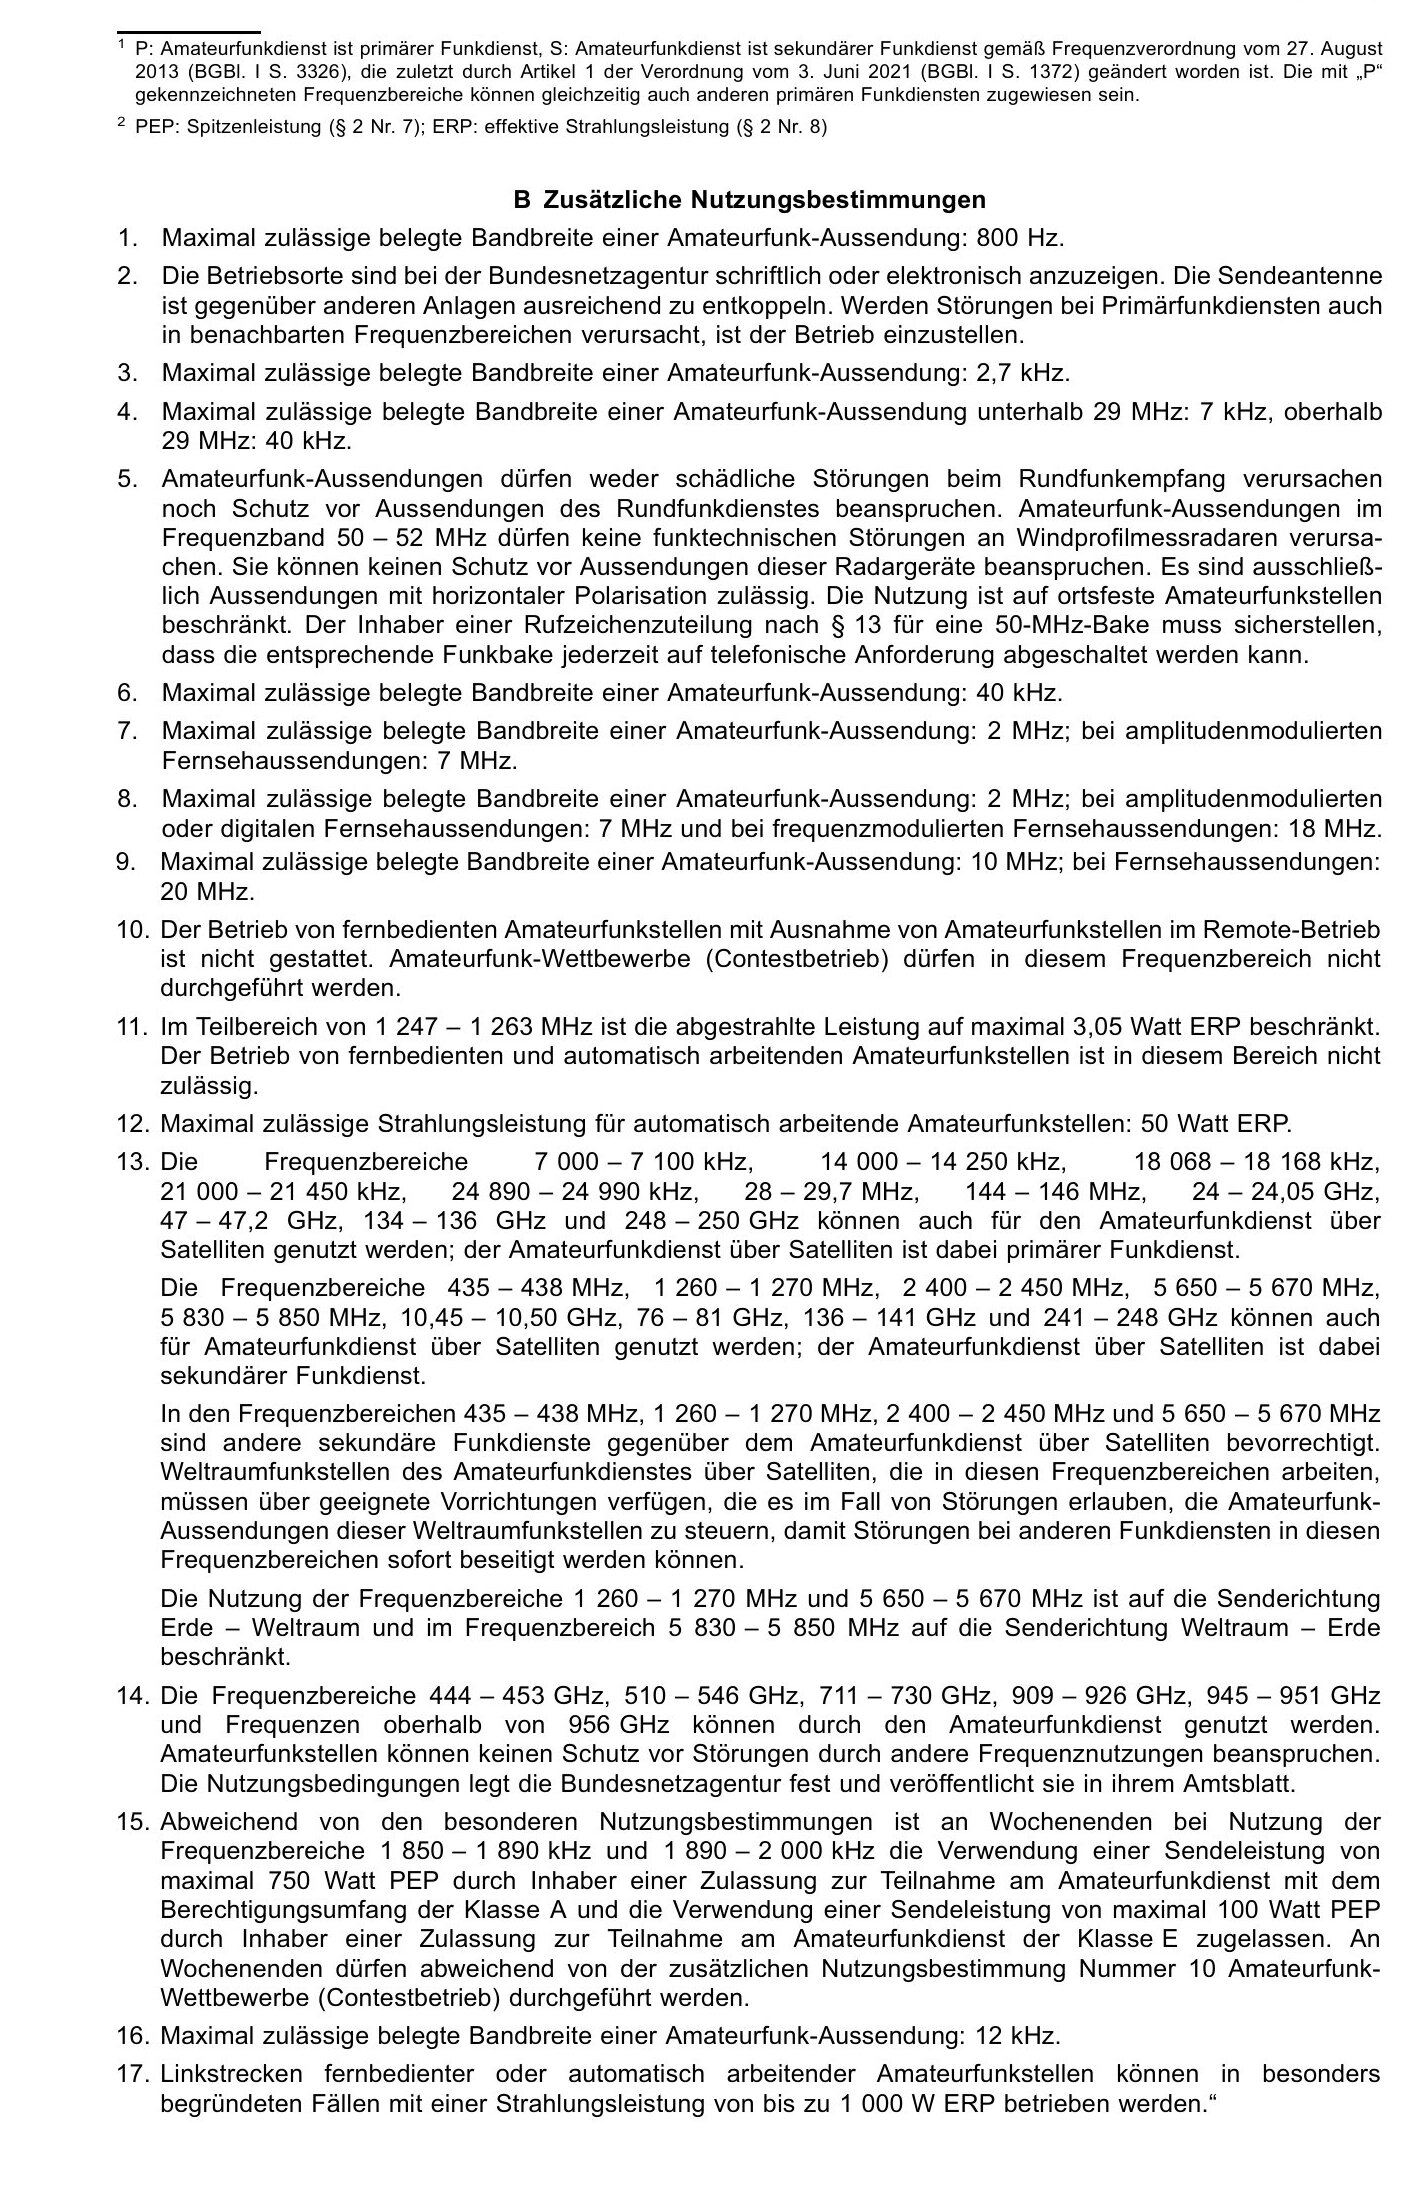 1 P: Amateurfunkdienst ist primärer Funkdienst, S: Amateurfunkdienst ist sekundärer Funkdienst gemäß Frequenzverordnung vom 27. August
2013 (BGBl. I S. 3326), die zuletzt durch Artikel 1 der Verordnung vom 3. Juni 2021 (BGBl. I S. 1372) geändert worden ist. Die mit „P“
gekennzeichneten Frequenzbereiche können gleichzeitig auch anderen primären Funkdiensten zugewiesen sein.
2 PEP: Spitzenleistung (§ 2 Nr. 7); ERP: effektive Strahlungsleistung (§ 2 Nr. 8)
B Zusätzliche Nutzungsbestimmungen
1. Maximal zulässige belegte Bandbreite einer Amateurfunk-Aussendung: 800 Hz.
2. Die Betriebsorte sind bei der Bundesnetzagentur schriftlich oder elektronisch anzuzeigen. Die Sendeantenne
ist gegenüber anderen Anlagen ausreichend zu entkoppeln. Werden Störungen bei Primärfunkdiensten auch
in benachbarten Frequenzbereichen verursacht, ist der Betrieb einzustellen.
3. Maximal zulässige belegte Bandbreite einer Amateurfunk-Aussendung: 2,7 kHz.
4. Maximal zulässige belegte Bandbreite einer Amateurfunk-Aussendung unterhalb 29 MHz: 7 kHz, oberhalb
29 MHz: 40 kHz.
5. Amateurfunk-Aussendungen dürfen weder schädliche Störungen beim Rundfunkempfang verursachen
noch Schutz vor Aussendungen des Rundfunkdienstes beanspruchen. Amateurfunk-Aussendungen im
Frequenzband 50 – 52 MHz dürfen keine funktechnischen Störungen an Windprofilmessradaren verursa-
chen. Sie können keinen Schutz vor Aussendungen dieser Radargeräte beanspruchen. Es sind ausschließ-
lich Aussendungen mit horizontaler Polarisation zulässig. Die Nutzung ist auf ortsfeste Amateurfunkstellen
beschränkt. Der Inhaber einer Rufzeichenzuteilung nach § 13 für eine 50-MHz-Bake muss sicherstellen,
dass die entsprechende Funkbake jederzeit auf telefonische Anforderung abgeschaltet werden kann.
6. Maximal zulässige belegte Bandbreite einer Amateurfunk-Aussendung: 40 kHz.
7. Maximal zulässige belegte Bandbreite einer Amateurfunk-Aussendung: 2 MHz; bei amplitudenmodulierten
Fernsehaussendungen: 7 MHz.
8. Maximal zulässige belegte Bandbreite einer Amateurfunk-Aussendung: 2 MHz; bei amplitudenmodulierten
oder digitalen Fernsehaussendungen: 7 MHz und bei frequenzmodulierten Fernsehaussendungen: 18 MHz.
9. Maximal zulässige belegte Bandbreite einer Amateurfunk-Aussendung: 10 MHz; bei Fernsehaussendungen:
20 MHz.
10. Der Betrieb von fernbedienten Amateurfunkstellen mit Ausnahme von Amateurfunkstellen im Remote-Betrieb
ist nicht gestattet. Amateurfunk-Wettbewerbe (Contestbetrieb) dürfen in diesem Frequenzbereich nicht
durchgeführt werden.
11. Im Teilbereich von 1 247 – 1 263 MHz ist die abgestrahlte Leistung auf maximal 3,05 Watt ERP beschränkt.
Der Betrieb von fernbedienten und automatisch arbeitenden Amateurfunkstellen ist in diesem Bereich nicht
zulässig.
12. Maximal zulässige Strahlungsleistung für automatisch arbeitende Amateurfunkstellen: 50 Watt ERP.
13. Die Frequenzbereiche 7 000 – 7 100 kHz, 14 000 – 14 250 kHz, 18 068 – 18 168 kHz,
21 000 – 21 450 kHz, 24 890 – 24 990 kHz, 28 – 29,7 MHz, 144 – 146 MHz, 24 – 24,05 GHz,
47 – 47,2 GHz, 134 – 136 GHz und 248 – 250 GHz können auch für den Amateurfunkdienst über
Satelliten genutzt werden; der Amateurfunkdienst über Satelliten ist dabei primärer Funkdienst.
Die Frequenzbereiche 435 – 438 MHz, 1 260 – 1 270 MHz, 2 400 – 2 450 MHz, 5 650 – 5 670 MHz,
5 830 – 5 850 MHz, 10,45 – 10,50 GHz, 76 – 81 GHz, 136 – 141 GHz und 241 – 248 GHz können auch
für Amateurfunkdienst über Satelliten genutzt werden; der Amateurfunkdienst über Satelliten ist dabei
sekundärer Funkdienst.
In den Frequenzbereichen 435 – 438 MHz, 1 260 – 1 270 MHz, 2 400 – 2 450 MHz und 5 650 – 5 670 MHz
sind andere sekundäre Funkdienste gegenüber dem Amateurfunkdienst über Satelliten bevorrechtigt.
Weltraumfunkstellen des Amateurfunkdienstes über Satelliten, die in diesen Frequenzbereichen arbeiten,
müssen über geeignete Vorrichtungen verfügen, die es im Fall von Störungen erlauben, die Amateurfunk-
Aussendungen dieser Weltraumfunkstellen zu steuern, damit Störungen bei anderen Funkdiensten in diesen
Frequenzbereichen sofort beseitigt werden können.
Die Nutzung der Frequenzbereiche 1 260 – 1 270 MHz und 5 650 – 5 670 MHz ist auf die Senderichtung
Erde – Weltraum und im Frequenzbereich 5 830 – 5 850 MHz auf die Senderichtung Weltraum – Erde
beschränkt.
14. Die Frequenzbereiche 444 – 453 GHz, 510 – 546 GHz, 711 – 730 GHz, 909 – 926 GHz, 945 – 951 GHz
und Frequenzen oberhalb von 956 GHz können durch den Amateurfunkdienst genutzt werden.
Amateurfunkstellen können keinen Schutz vor Störungen durch andere Frequenznutzungen beanspruchen.
Die Nutzungsbedingungen legt die Bundesnetzagentur fest und veröffentlicht sie in ihrem Amtsblatt.
15. Abweichend von den besonderen Nutzungsbestimmungen ist an Wochenenden bei Nutzung der
Frequenzbereiche 1 850 – 1 890 kHz und 1 890 – 2 000 kHz die Verwendung einer Sendeleistung von
maximal 750 Watt PEP durch Inhaber einer Zulassung zur Teilnahme am Amateurfunkdienst mit dem
Berechtigungsumfang der Klasse A und die Verwendung einer Sendeleistung von maximal 100 Watt PEP
durch Inhaber einer Zulassung zur Teilnahme am Amateurfunkdienst der Klasse E zugelassen. An
Wochenenden dürfen abweichend von der zusätzlichen Nutzungsbestimmung Nummer 10 Amateurfunk-
Wettbewerbe (Contestbetrieb) durchgeführt werden.
16. Maximal zulässige belegte Bandbreite einer Amateurfunk-Aussendung: 12 kHz.
17. Linkstrecken fernbedienter oder automatisch arbeitender Amateurfunkstellen können in besonders
begründeten Fällen mit einer Strahlungsleistung von bis zu 1 000 W ERP betrieben werden.“